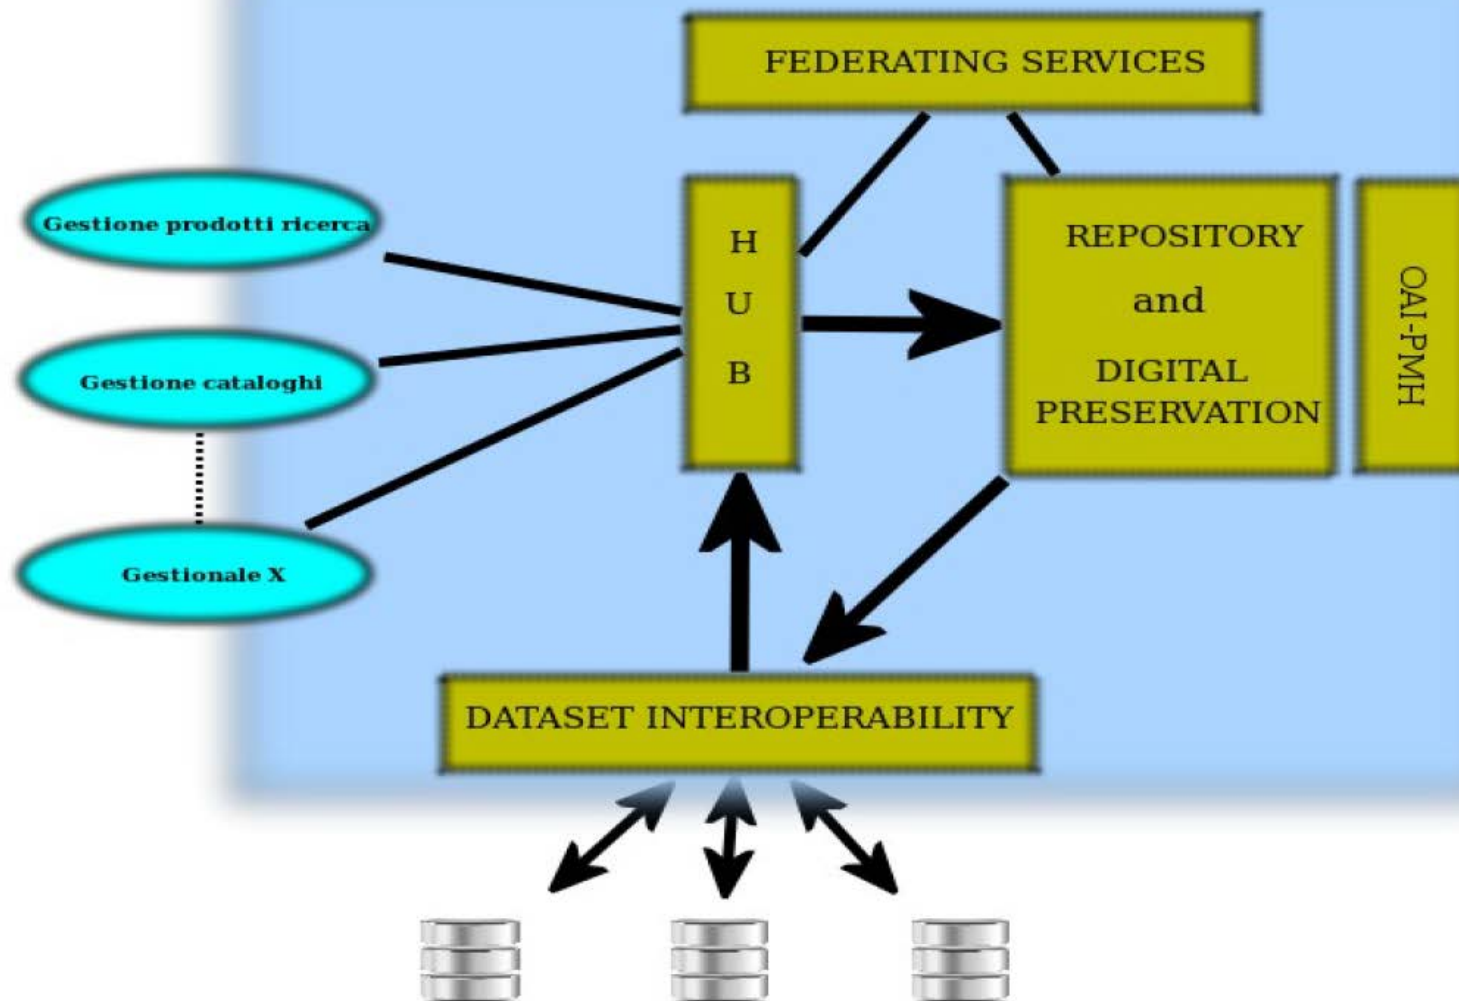 FEDERATING SERVICES
Gestione prodotti ricerca
Gestione cataloghi
Gestionale X
H
U
B
REPOSITORY
and
DIGITAL
PRESERVATION
OAI-PMH
DATASET INTEROPERABILITY